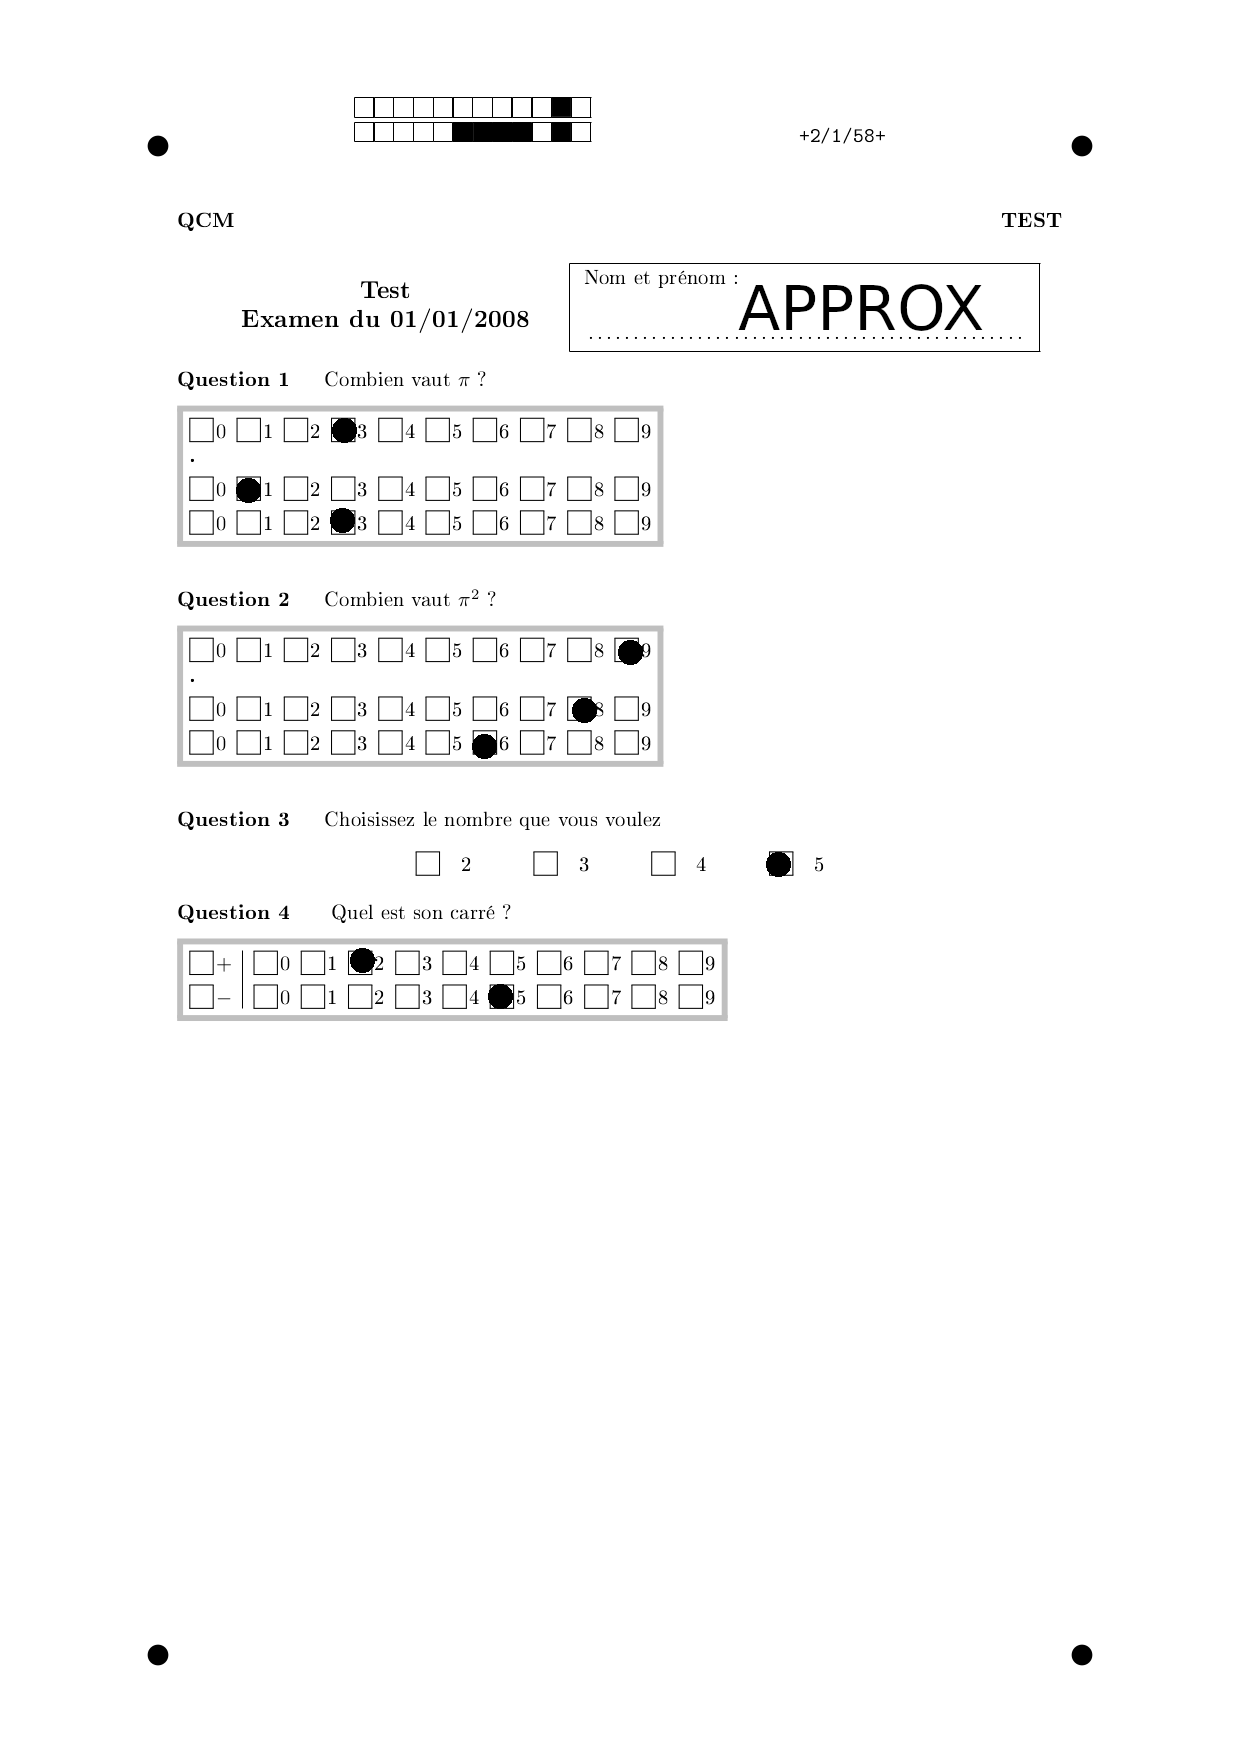 +2/1/58+
QCM TEST
Test
Examen du 01/01/2008
Nom et prénom :
APPROX
Question 1 Combien vaut π ?
0 1 2 3 4 5 6 7 8 9
.
0 1 2 3 4 5 6 7 8 9
0 1 2 3 4 5 6 7 8 9
Question 2 Combien vaut π² ?
0 1 2 3 4 5 6 7 8 9
.
0 1 2 3 4 5 6 7 8 9
0 1 2 3 4 5 6 7 8 9
Question 3 Choisissez le nombre que vous voulez
2 3 4 5
Question 4 Quel est son carré ?
+ 0 1 2 3 4 5 6 7 8 9
− 0 1 2 3 4 5 6 7 8 9